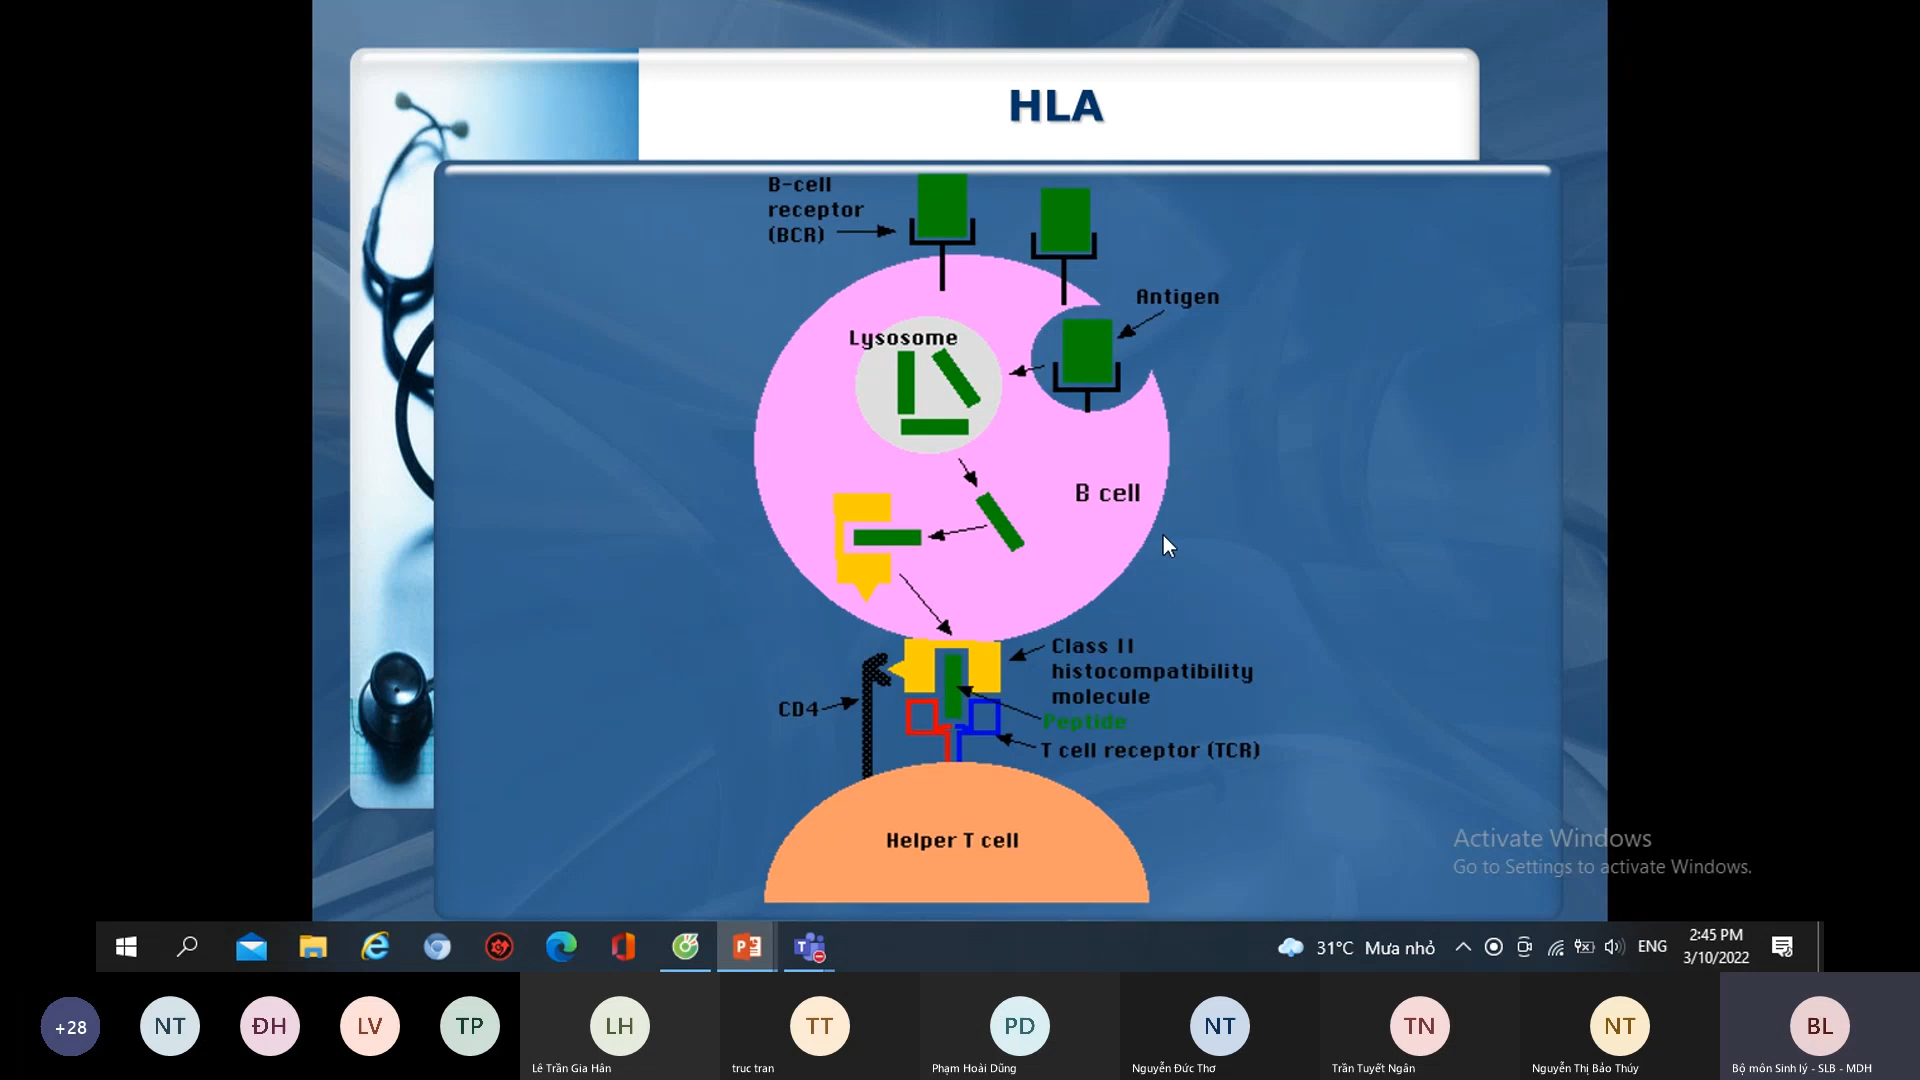 HLA
B-cell
receptor
(BCR)
Antigen
Lysosome
B cell
Class II
histocompatibility
molecule
CD4
Peptide
T cell receptor (TCR)
Helper T cell
Activate Windows
Go to Settings to activate Windows.
31°C Mưa nhỏ
ENG
2:45 PM
3/10/2022
+28
NT
ĐH
LV
TP
LH
TT
PD
NT
TN
NT
BL
Lê Trần Gia Hân
truc tran
Phạm Hoài Dũng
Nguyễn Đức Thơ
Trần Tuyết Ngân
Nguyễn Thị Bảo Thúy
Bộ môn Sinh lý - SLB - MDH